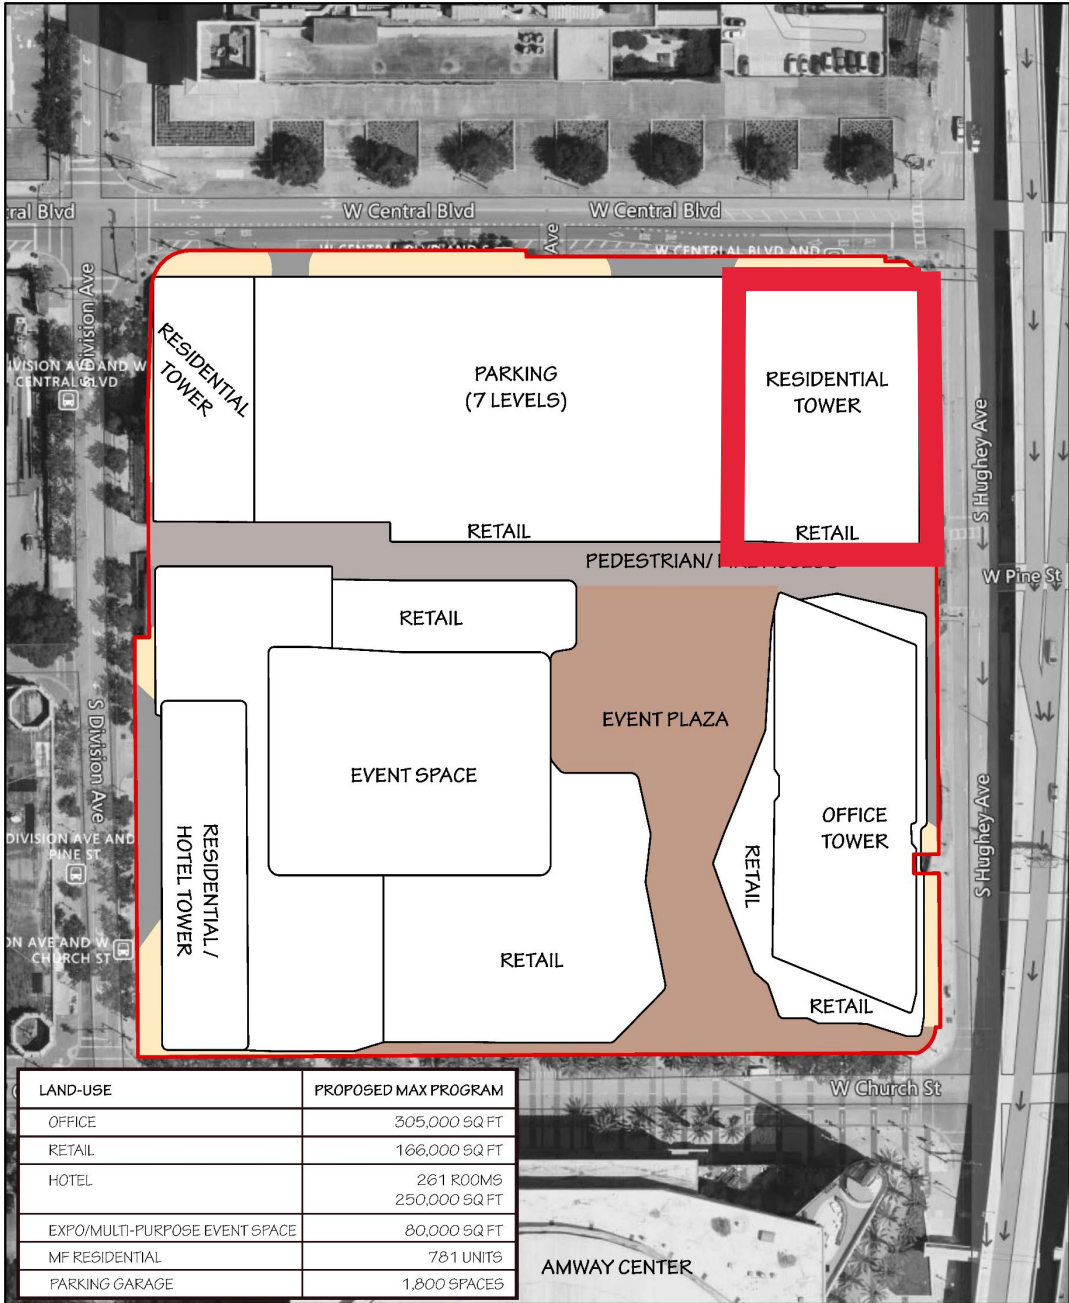 ral Blvd
W Central Blvd
W Central Blvd
Ave
W CENTRLAL BLVD AND
S Division Ave
IVISION AVE AND W
CENTRAL BLVD
RESIDENTIAL
TOWER
PARKING
(7 LEVELS)
RESIDENTIAL
TOWER
S Hughey Ave
RETAIL
RETAIL
PEDESTRIAN/
W Pine St
RETAIL
S Division Ave
EVENT PLAZA
EVENT SPACE
OFFICE
TOWER
S Hughey Ave
DIVISION AVE AND
PINE ST
RESIDENTIAL /
HOTEL TOWER
RETAIL
ON AVE AND W
CHURCH ST
RETAIL
RETAIL
W Church St
LAND-USE PROPOSED MAX PROGRAM
OFFICE 305,000 SQ FT
RETAIL 166,000 SQ FT
HOTEL 261 ROOMS
250,000 SQ FT
EXPO/MULTI-PURPOSE EVENT SPACE 80,000 SQ FT
MF RESIDENTIAL 781 UNITS
PARKING GARAGE 1,800 SPACES
AMWAY CENTER